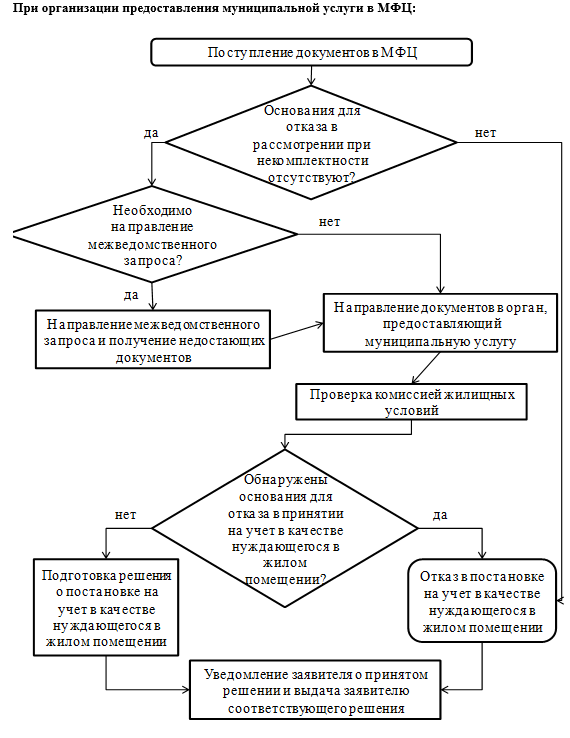 При организации предоставления муниципальной услуги в МФЦ:
Поступление документов в МФЦ
Основания для
отказа в
рассмотрении при
некомплектности
отсутствуют?
да
нет
Необходимо
направление
межведомственного
запроса?
нет
да
Направление межведомственного
запроса и получение недостающих
документов
Направление документов в орган,
предоставляющий
муниципальную услугу
Проверка комиссией жилищных
условий
Обнаружены
основания для
отказа в принятии
на учет в качестве
нуждающегося в
жилом
помещении?
нет
да
Подготовка решения
о постановке на
учет в качестве
нуждающегося в
жилом помещении
Отказ в постановке
на учет в качестве
нуждающегося в
жилом помещении
Уведомление заявителя о принятом
решении и выдача заявителю
соответствующего решения